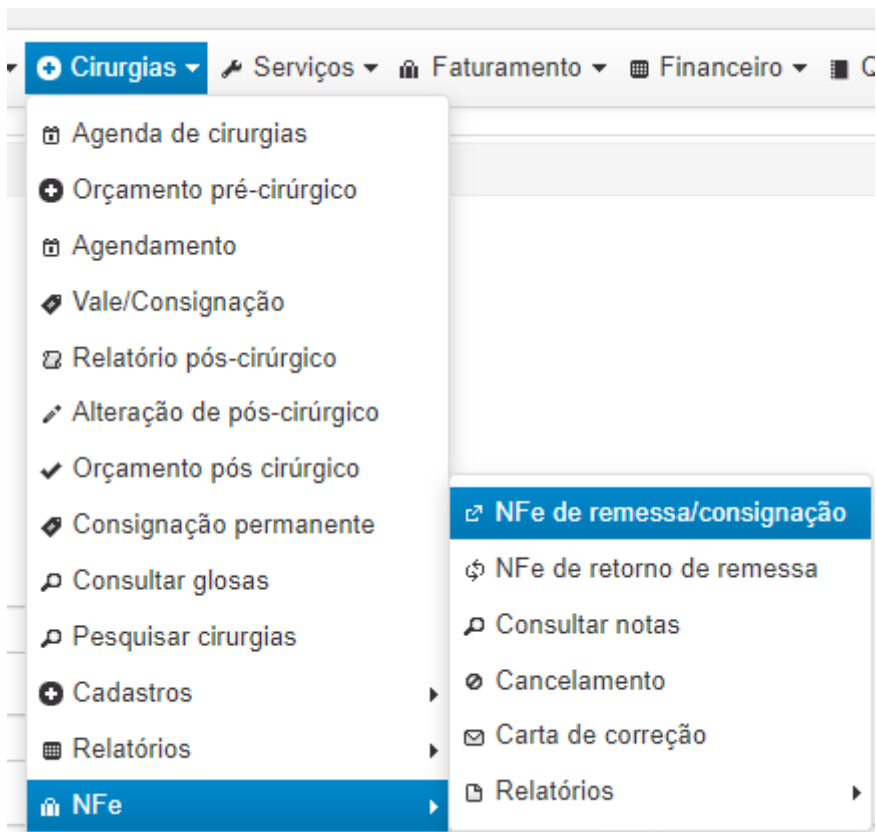 Cirurgias Serviços Faturamento Financeiro
Agenda de cirurgias
Orçamento pré-cirúrgico
Agendamento
Vale/Consignação
Relatório pós-cirúrgico
Alteração de pós-cirúrgico
Orçamento pós cirúrgico
Consignação permanente
Consultar glosas
Pesquisar cirurgias
Cadastros
Relatórios
NFe
NFe de remessa/consignação
NFe de retorno de remessa
Consultar notas
Cancelamento
Carta de correção
Relatórios